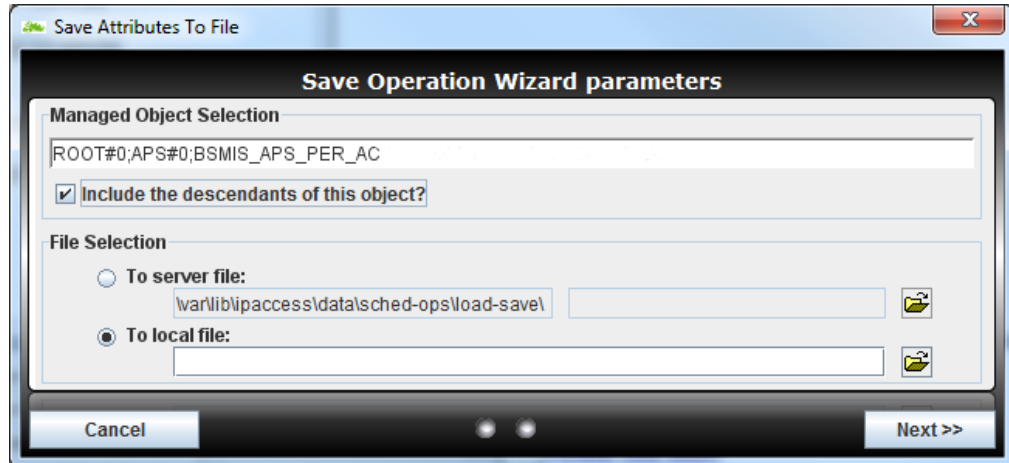 Save Attributes To File
Save Operation Wizard parameters
Managed Object Selection
ROOT#0;APS#0;BSMIS_APS_PER_AC
Include the descendants of this object?
File Selection
To server file:
\var\lib\ipaccess\data\sched-ops\load-save\
To local file:
Cancel
Next >>